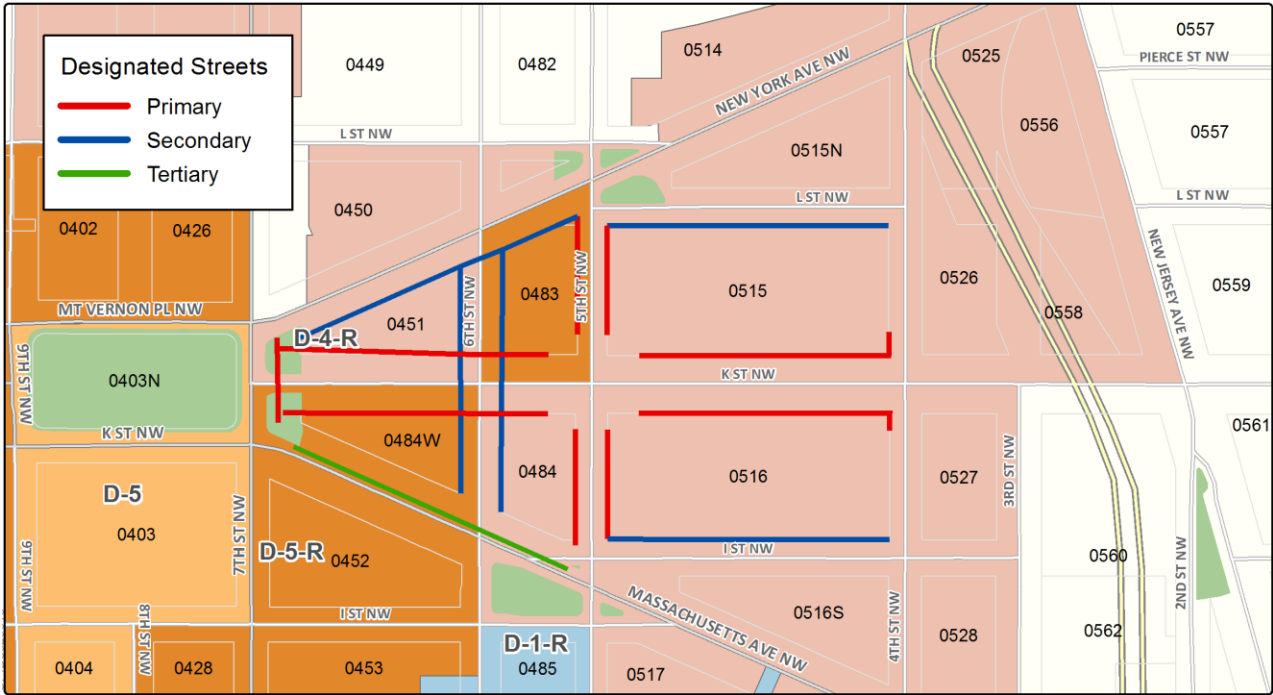 Designated Streets
Primary
Secondary
Tertiary
0449
0482
0514
0525
0557
PIERCE ST NW
NEW YORK AVE NW
0556
0557
L ST NW
0515N
L ST NW
L ST NW
0450
0402
0426
0483
5TH ST NW
0515
0526
NEW JERSEY AVE NW
0559
MT VERNON PL NW
0451
6TH ST NW
D-4-R
0558
9TH ST NW
0403N
K ST NW
K ST NW
0484W
0484
0516
0527
3RD ST NW
0561
D-5
0403
7TH ST NW
D-5-R
0452
I ST NW
9TH ST NW
0560
2ND ST NW
8TH ST NW
I ST NW
MASSACHUSETTS AVE NW
0516S
4TH ST NW
0528
0562
D-1-R
0404
0428
0453
0485
0517